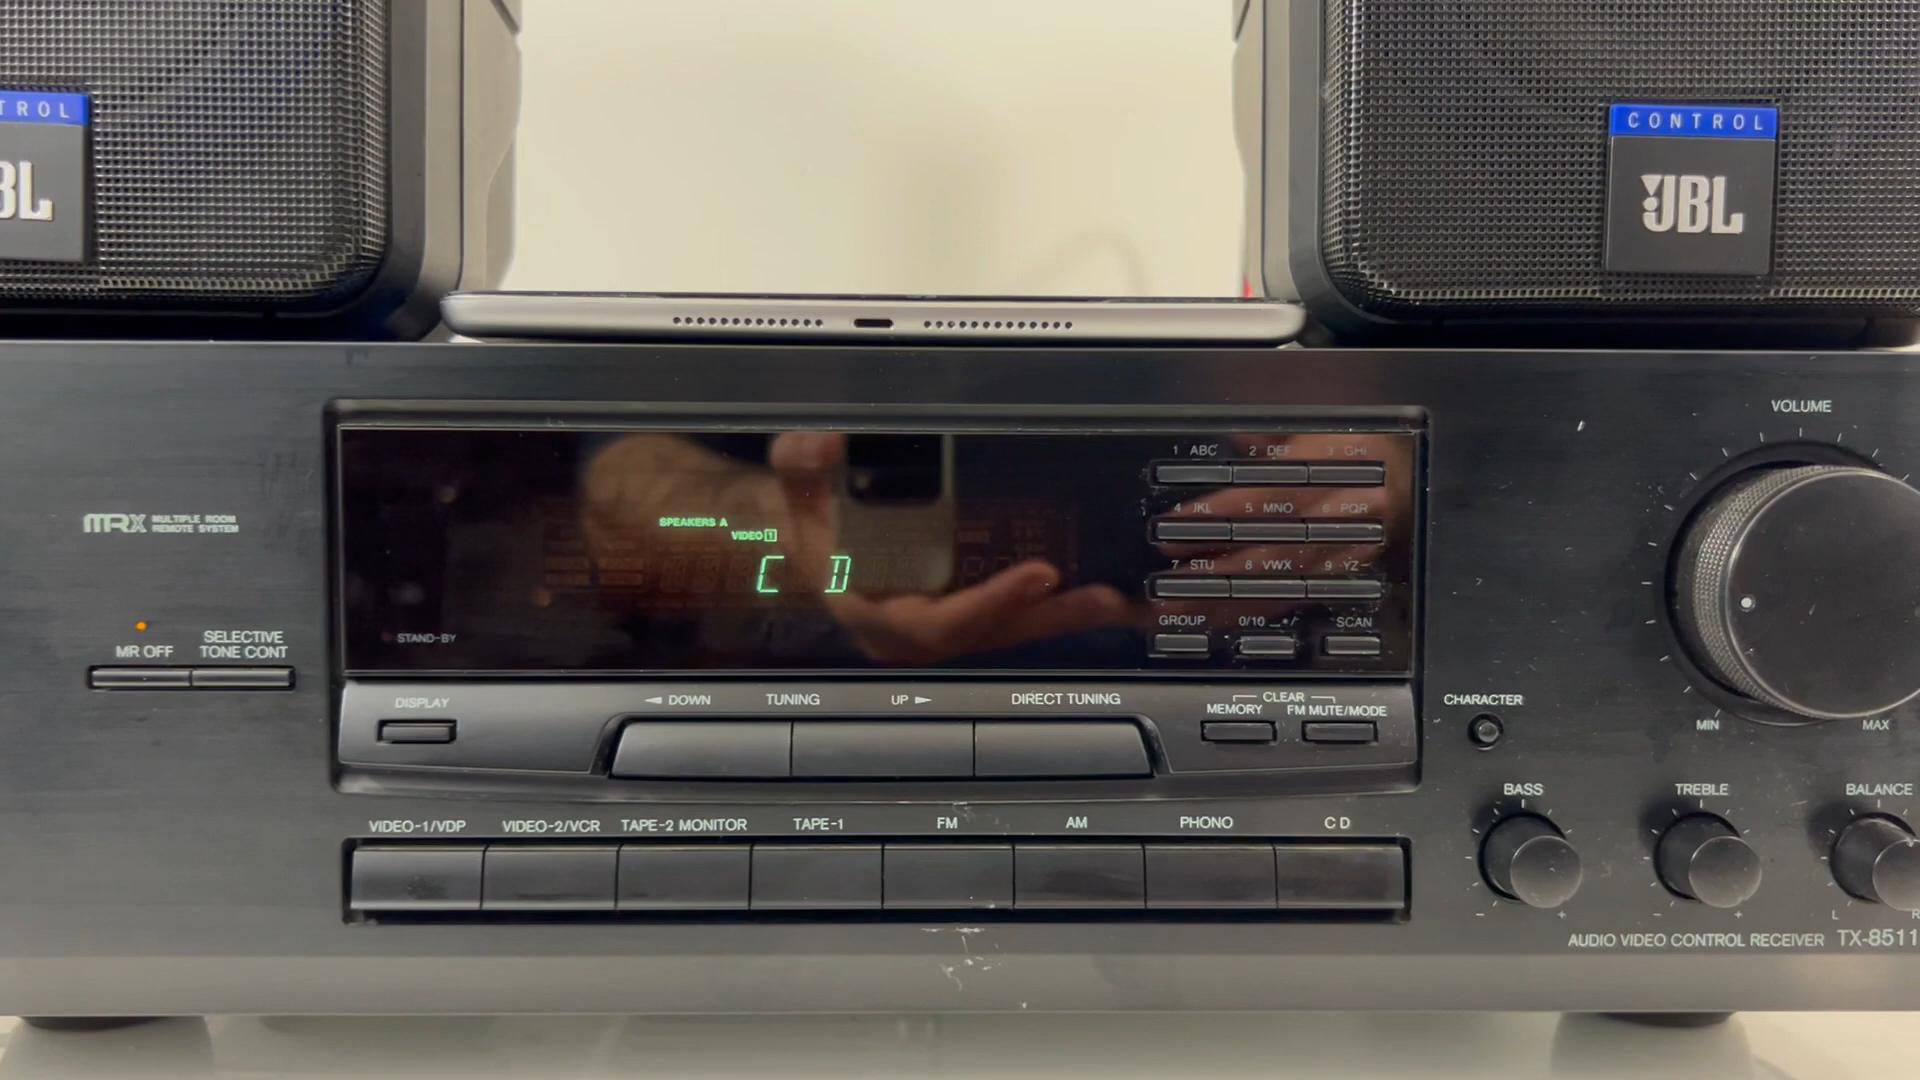 TROL
BL
CONTROL
JBL
VOLUME
1 ABC
2 DEF
3 GHI
4 JKL
5 MNO
6 PQR
7 STU
8 VWX
9 YZ
GROUP
0/10
SCAN
MRX MULTIPLE ROOM
REMOTE SYSTEM
SPEAKERS A
VIDEO 1
C D
STAND-BY
MR OFF
SELECTIVE
TONE CONT
DISPLAY
DOWN
TUNING
UP
DIRECT TUNING
CLEAR
MEMORY
FM MUTE/MODE
CHARACTER
MIN
MAX
VIDEO-1/VDP
VIDEO-2/VCR
TAPE-2 MONITOR
TAPE-1
FM
AM
PHONO
CD
BASS
TREBLE
BALANCE
- +
- +
L R
AUDIO VIDEO CONTROL RECEIVER TX-8511